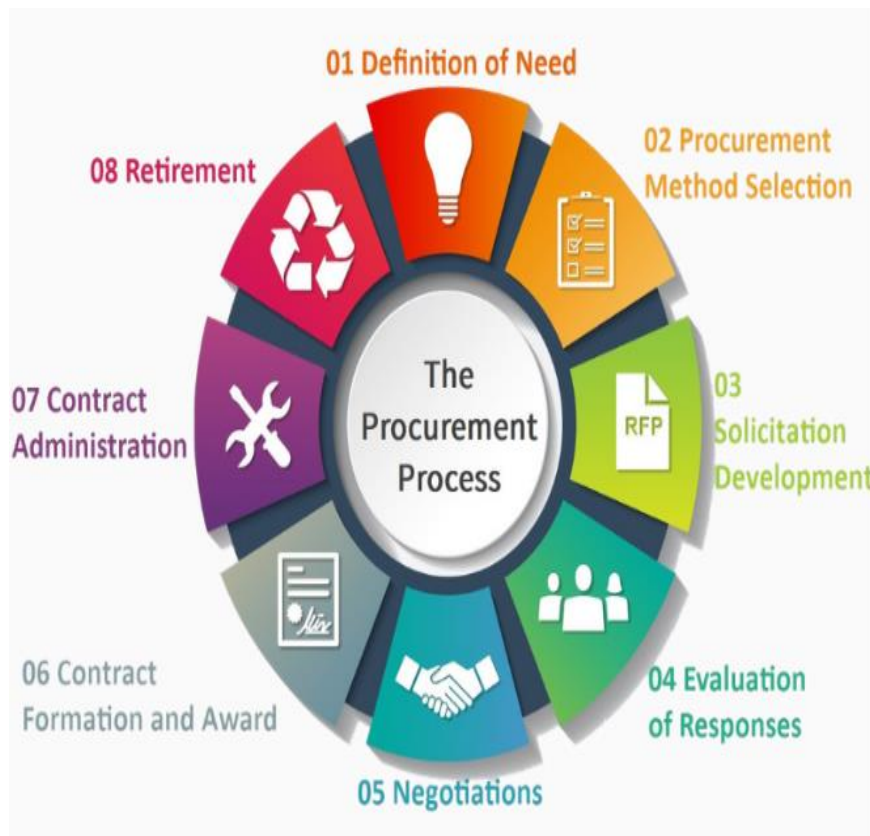 01 Definition of Need
02 Procurement
Method Selection
03
Solicitation
Development
RFP
04 Evaluation
of Responses
05 Negotiations
06 Contract
Formation and Award
07 Contract
Administration
08 Retirement
The
Procurement
Process